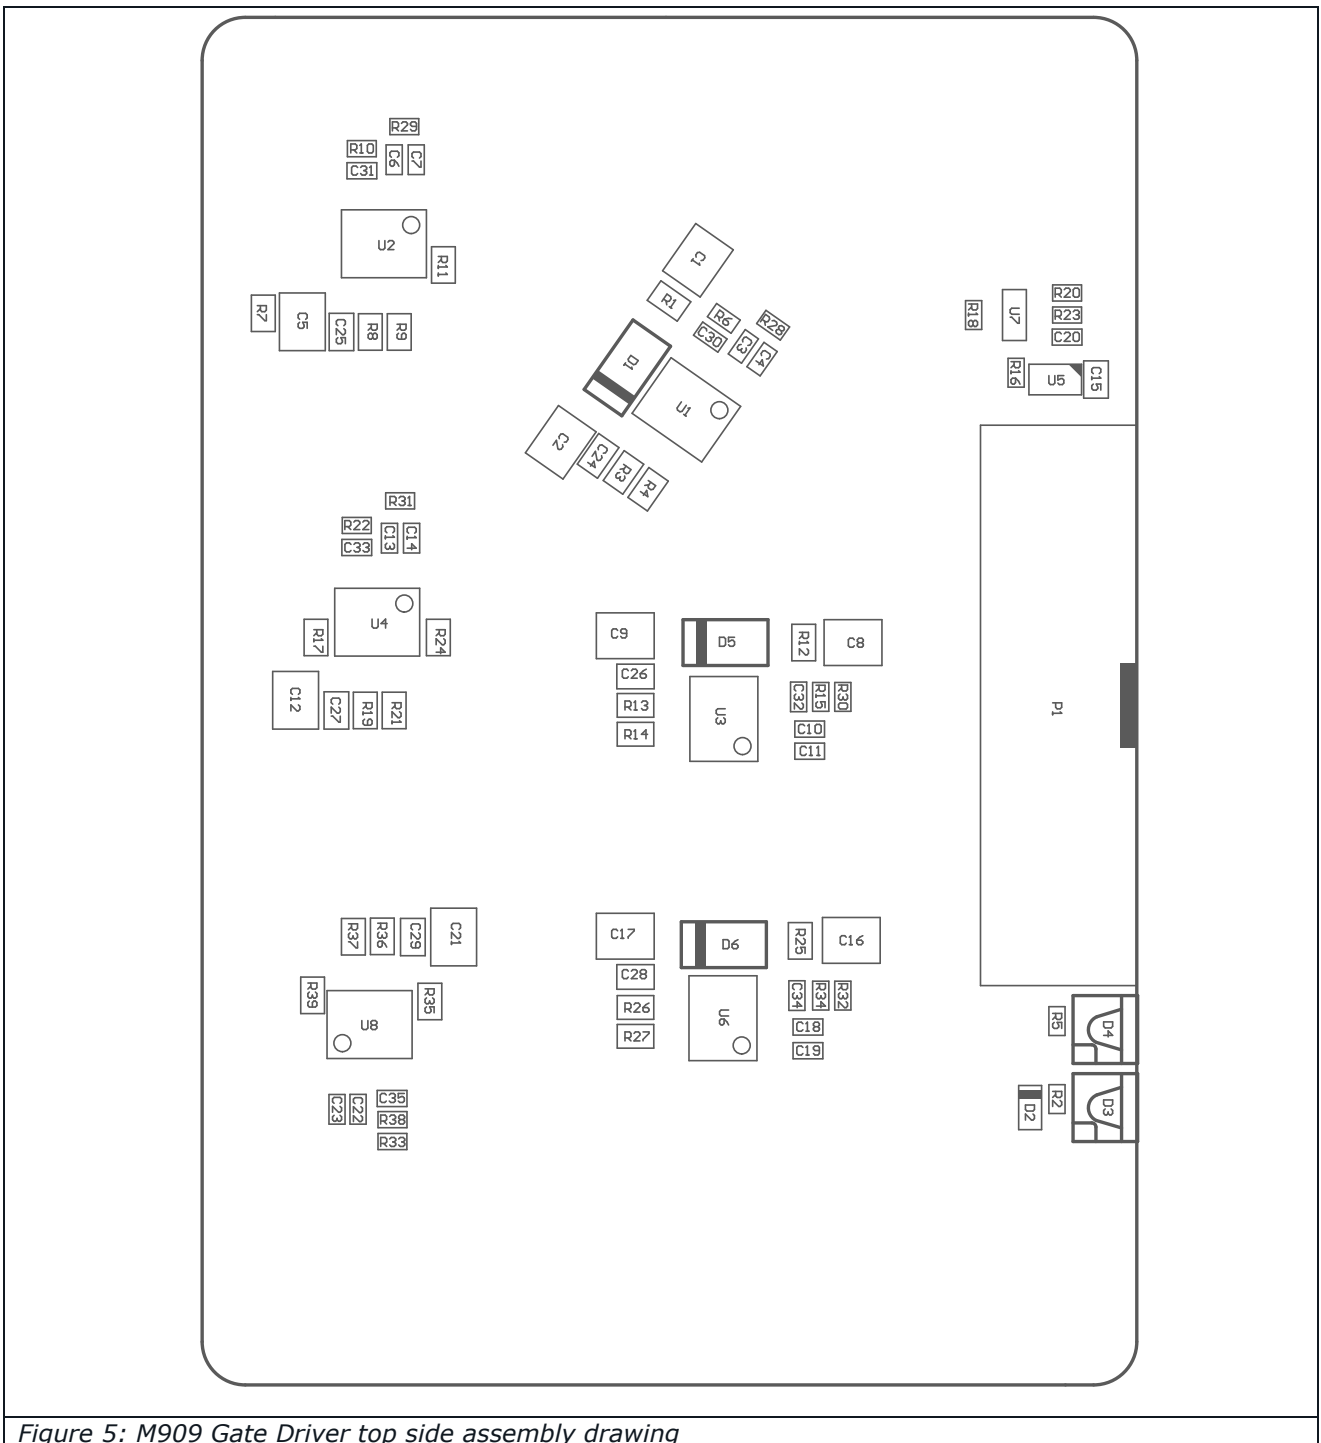 R29
R10
C31
C6
C7
U2
R11
R7
C5
C25
R8
R9
C1
R1
R6
C30
R28
C3
C4
D1
U1
C2
C24
R3
R4
R18
U7
R20
R23
C20
R16
U5
C15
R31
R22
C33
C13
C14
U4
R17
R24
C12
C27
R19
R21
C9
D5
R12
C8
C26
R13
R14
U3
C32
R15
R30
C10
C11
P1
R37
R36
C29
C21
R39
U8
R35
C23
C22
C35
R38
R33
C17
D6
R25
C16
C28
R26
R27
U6
C34
R34
R32
C18
C19
R5
D4
D2
R2
D3
Figure 5: M909 Gate Driver top side assembly drawing